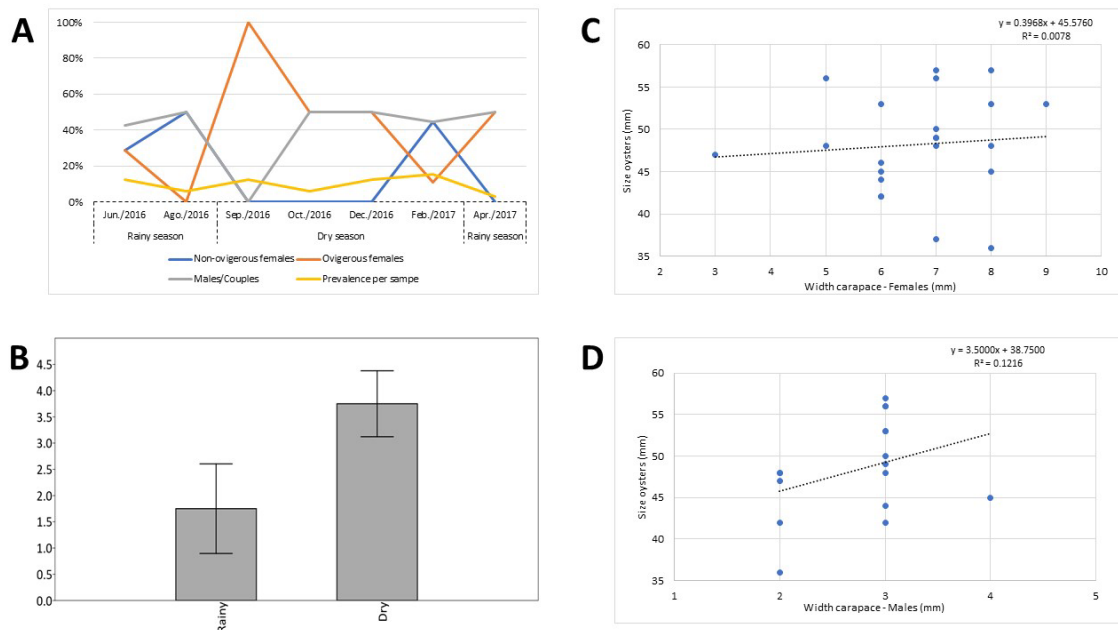 A
100%
80%
60%
40%
20%
0%
Jun./2016 Ago./2016 Sep./2016 Oct./2016 Dec./2016 Feb./2017 Apr./2017
Rainy season Dry season Rainy season
Non-ovigerous females Ovigerous females
Males/Couples Prevalence per sampe
B
4.5
4.0
3.5
3.0
2.5
2.0
1.5
1.0
0.5
0.0
Rainy Dry
C
y = 0.3968x + 45.5760
R² = 0.0078
Size oysters (mm)
60
55
50
45
40
35
2 3 4 5 6 7 8 9 10
Width carapace - Females (mm)
D
y = 3.5000x + 38.7500
R² = 0.1216
Size oysters (mm)
60
55
50
45
40
35
1 2 3 4 5
Width carapace - Males (mm)